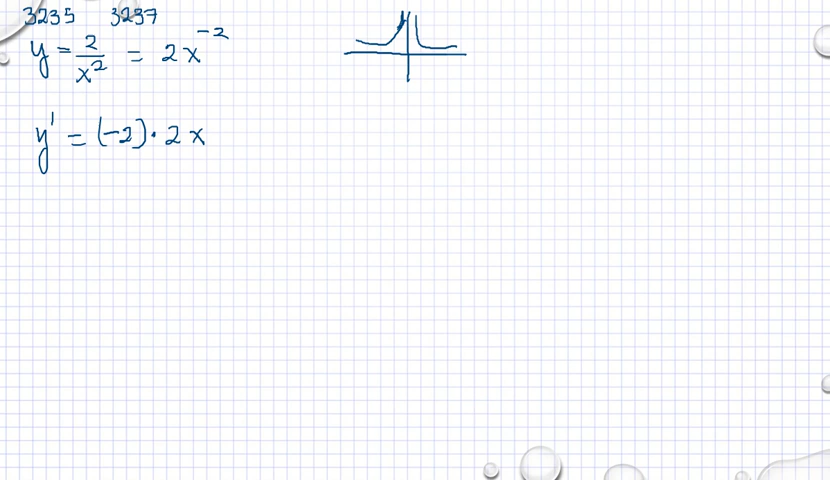 3235 3237
y = 2/x² = 2x⁻²
y' = (-2) · 2x